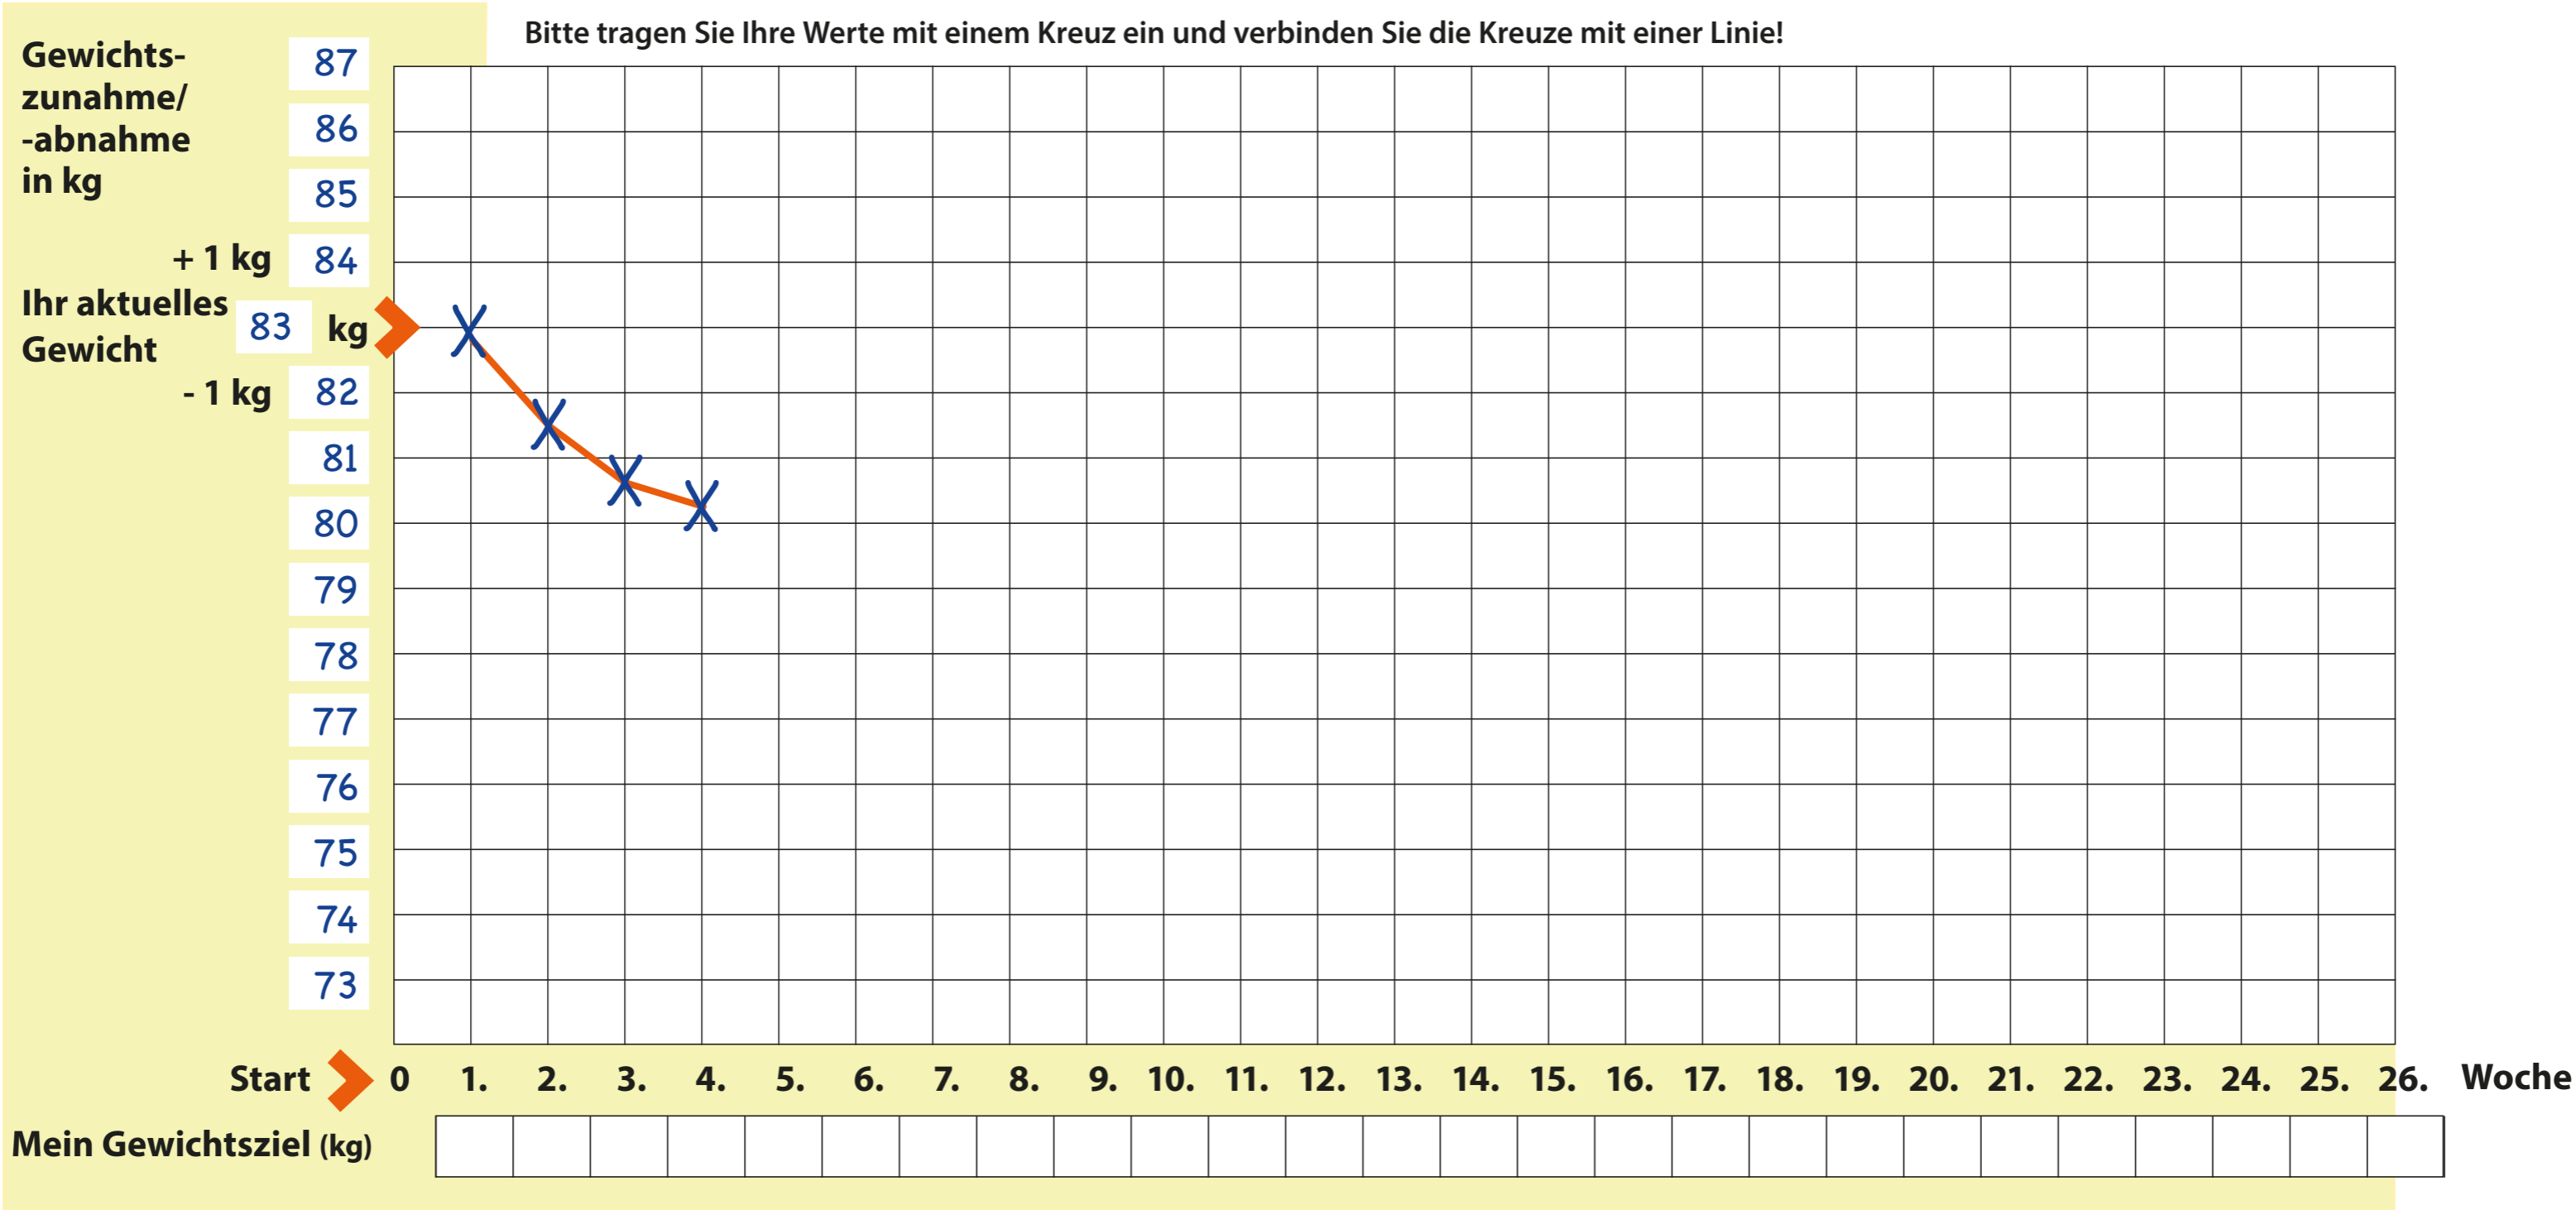 Bitte tragen Sie Ihre Werte mit einem Kreuz ein und verbinden Sie die Kreuze mit einer Linie!
Gewichts-
zunahme/
-abnahme
in kg
87
86
85
+ 1 kg 84
Ihr aktuelles
Gewicht
83 kg
- 1 kg 82
81
80
79
78
77
76
75
74
73
Start 0 1. 2. 3. 4. 5. 6. 7. 8. 9. 10. 11. 12. 13. 14. 15. 16. 17. 18. 19. 20. 21. 22. 23. 24. 25. 26. Woche
Mein Gewichtsziel (kg)